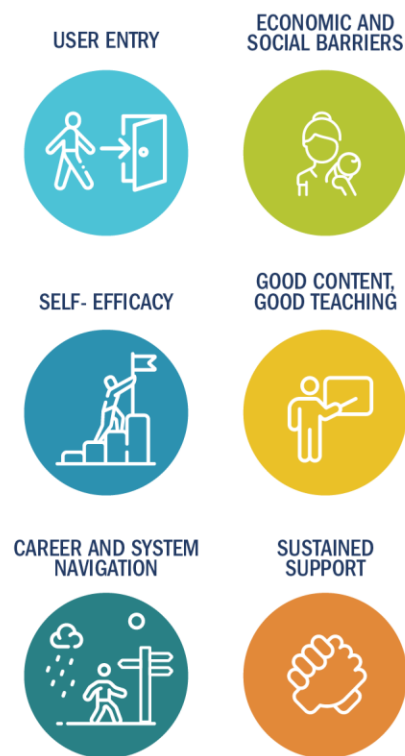 USER ENTRY
ECONOMIC AND
SOCIAL BARRIERS
SELF- EFFICACY
GOOD CONTENT,
GOOD TEACHING
CAREER AND SYSTEM
NAVIGATION
SUSTAINED
SUPPORT